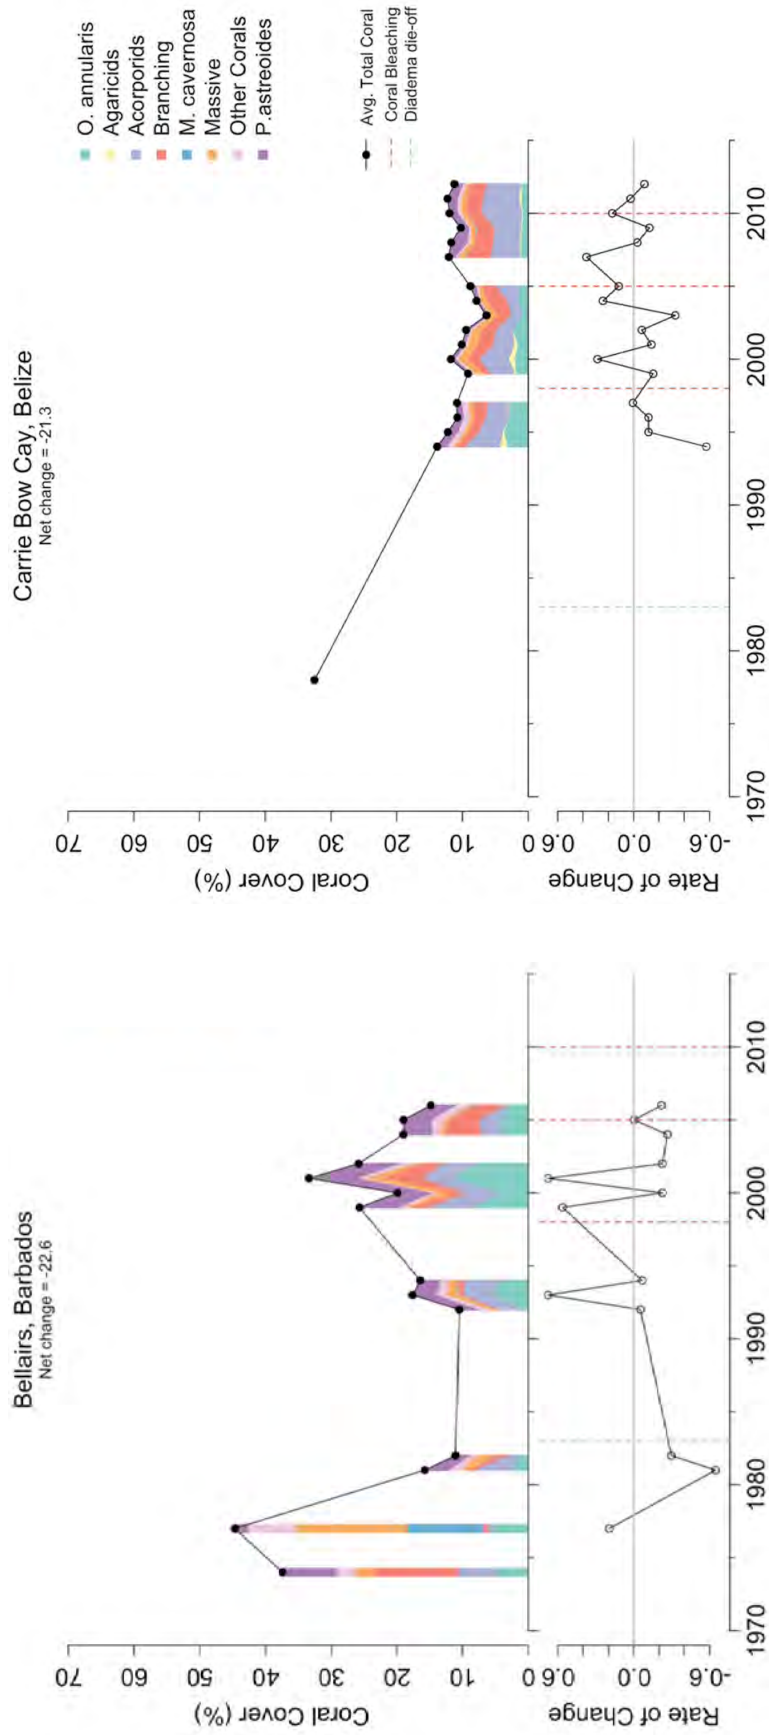 Bellairs, Barbados
Net change = -22.6
70
60
50
40
30
20
10
0
Coral Cover (%)
0.6
0.0
-0.6
Rate of Change
1970
1980
1990
2000
2010
Carrie Bow Cay, Belize
Net change = -21.3
70
60
50
40
30
20
10
0
Coral Cover (%)
0.6
0.0
-0.6
Rate of Change
1970
1980
1990
2000
2010
O. annularis
Agaricids
Acorporids
Branching
M. cavernosa
Massive
Other Corals
P.astreoides
Avg. Total Coral
Coral Bleaching
Diadema die-off